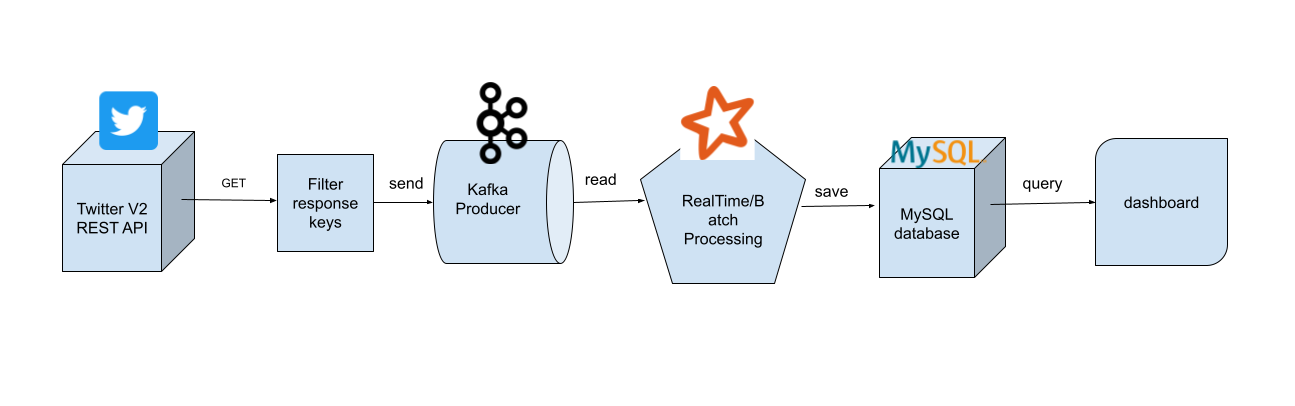 Twitter V2
REST API
GET
Filter
response
keys
send
Kafka
Producer
read
RealTime/B
atch
Processing
save
MySQL
MySQL
database
query
dashboard